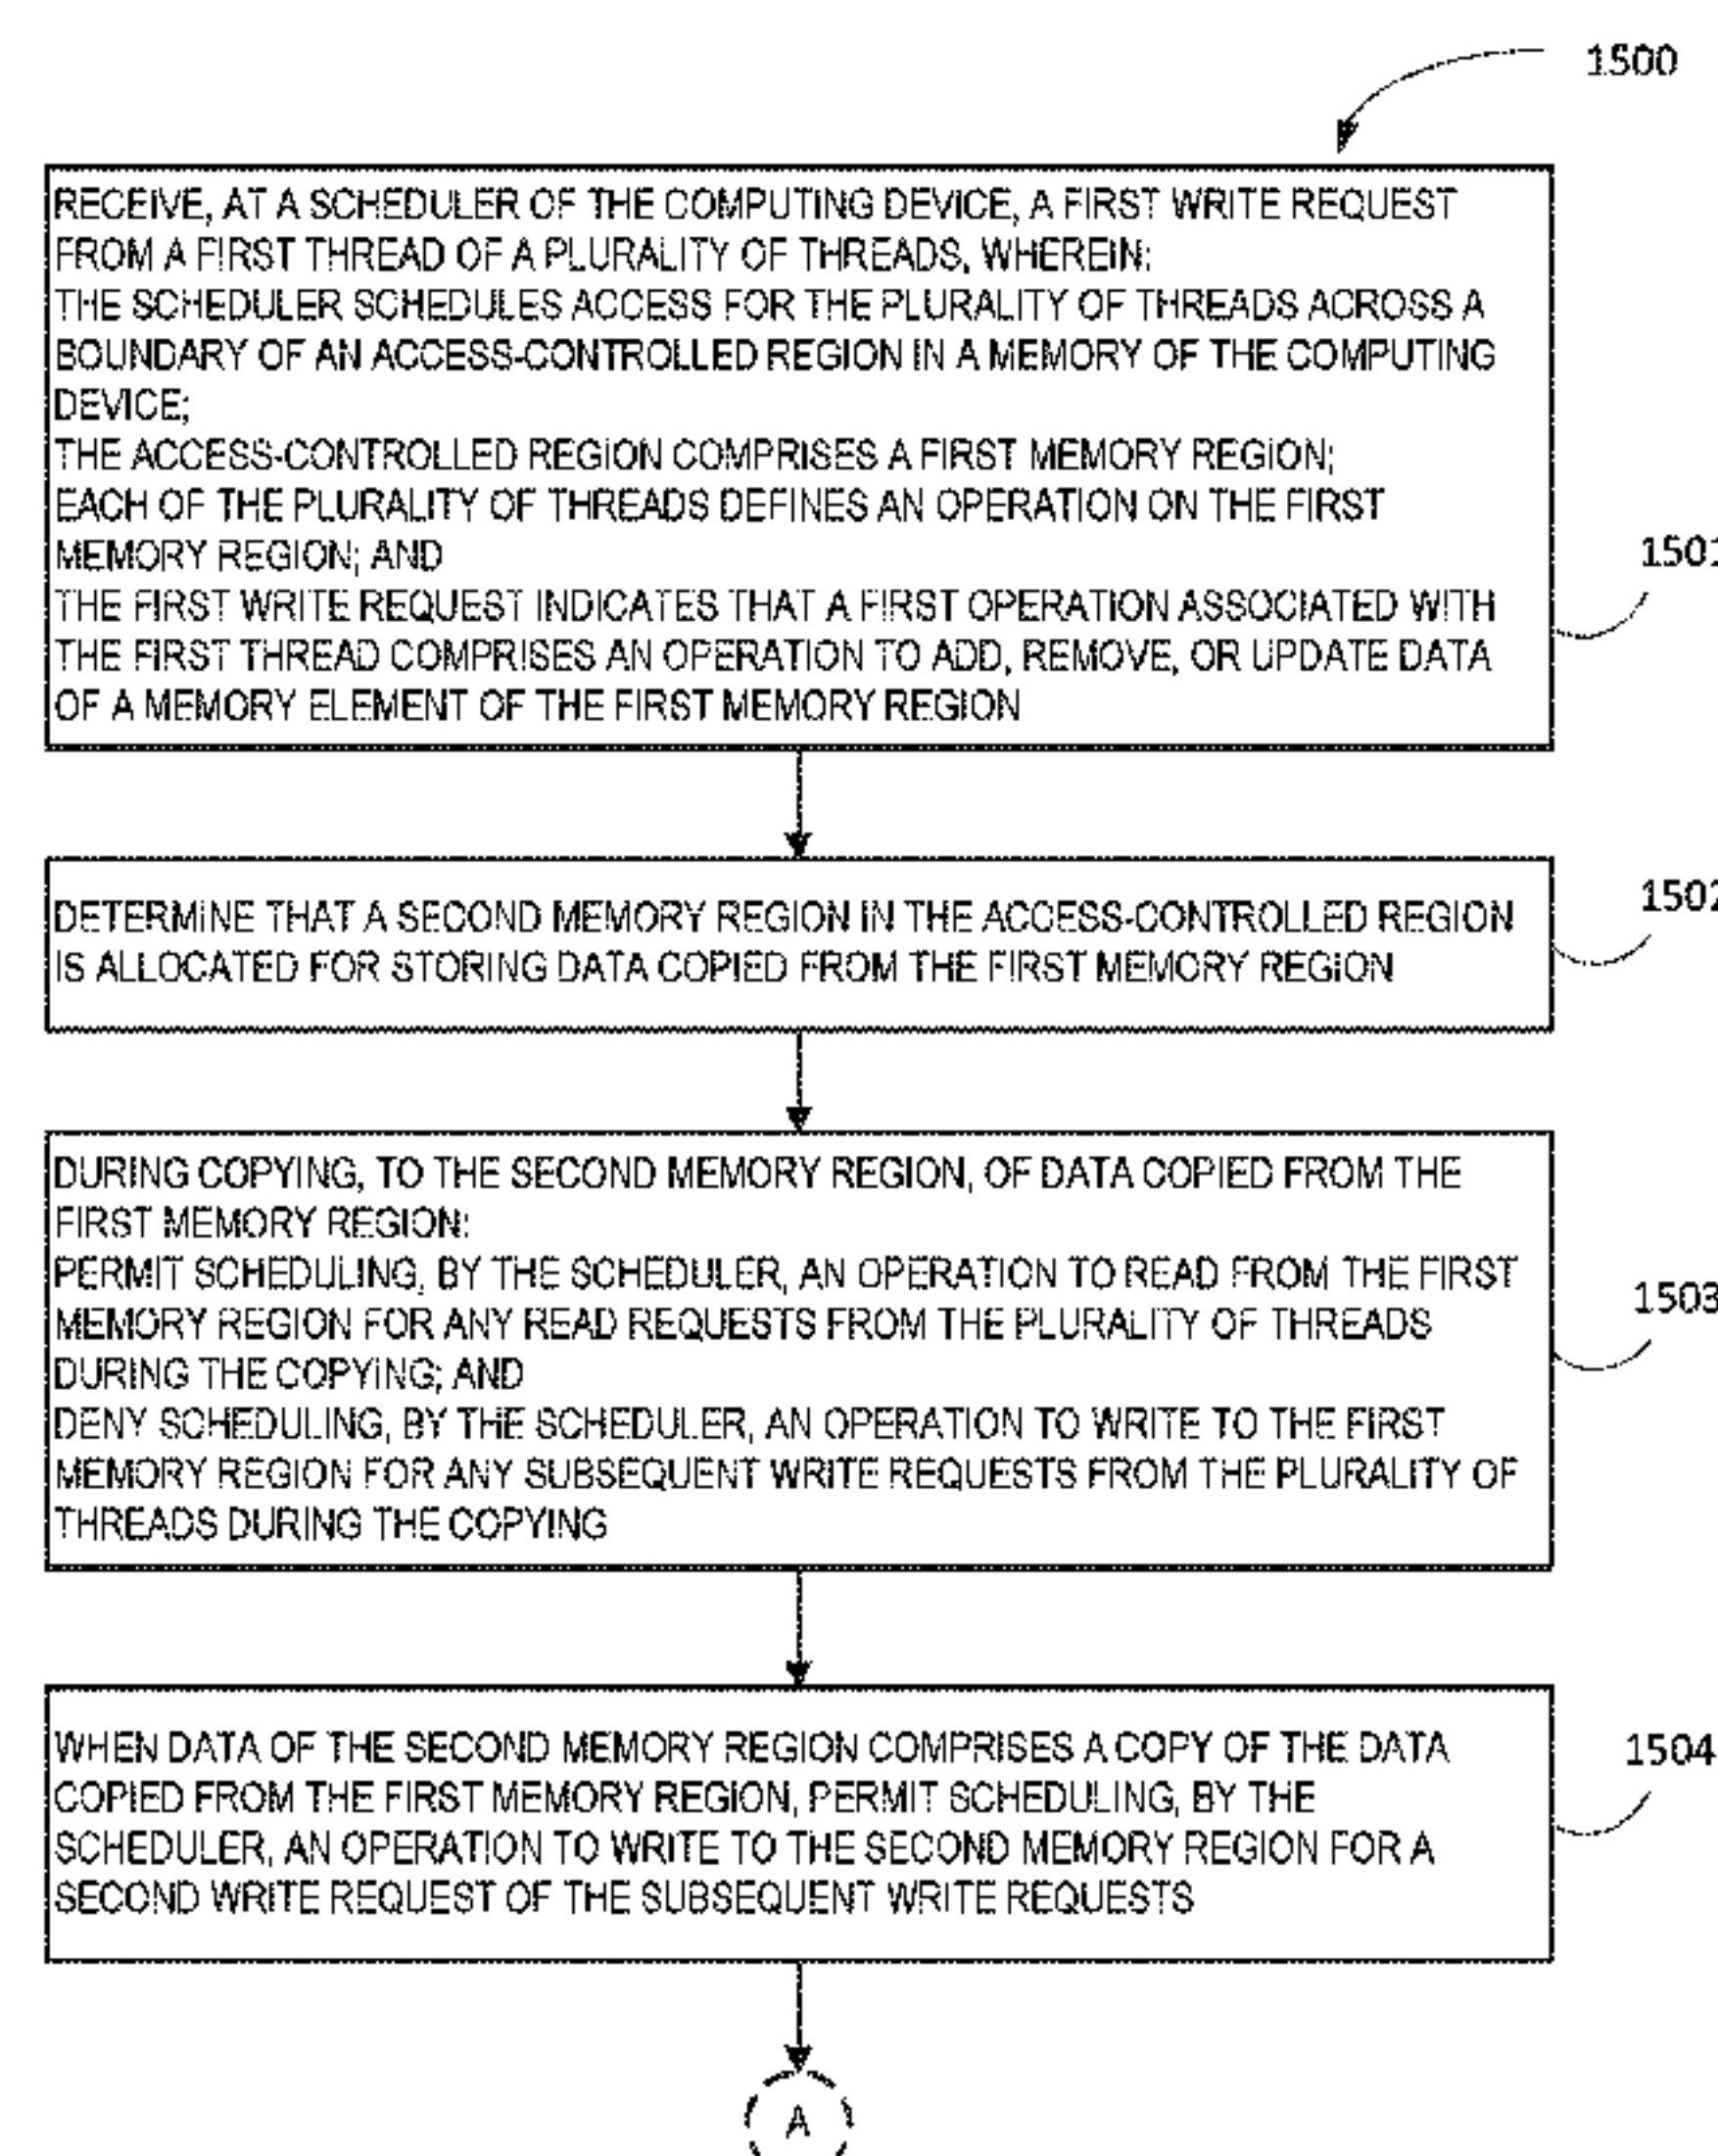 1500
RECEIVE, AT A SCHEDULER OF THE COMPUTING DEVICE, A FIRST WRITE REQUEST
FROM A FIRST THREAD OF A PLURALITY OF THREADS, WHEREIN:
THE SCHEDULER SCHEDULES ACCESS FOR THE PLURALITY OF THREADS ACROSS A
BOUNDARY OF AN ACCESS-CONTROLLED REGION IN A MEMORY OF THE COMPUTING
DEVICE;
THE ACCESS-CONTROLLED REGION COMPRISES A FIRST MEMORY REGION;
EACH OF THE PLURALITY OF THREADS DEFINES AN OPERATION ON THE FIRST
MEMORY REGION; AND
THE FIRST WRITE REQUEST INDICATES THAT A FIRST OPERATION ASSOCIATED WITH
THE FIRST THREAD COMPRISES AN OPERATION TO ADD, REMOVE, OR UPDATE DATA
OF A MEMORY ELEMENT OF THE FIRST MEMORY REGION
1501
DETERMINE THAT A SECOND MEMORY REGION IN THE ACCESS-CONTROLLED REGION
IS ALLOCATED FOR STORING DATA COPIED FROM THE FIRST MEMORY REGION
1502
DURING COPYING, TO THE SECOND MEMORY REGION, OF DATA COPIED FROM THE
FIRST MEMORY REGION:
PERMIT SCHEDULING, BY THE SCHEDULER, AN OPERATION TO READ FROM THE FIRST
MEMORY REGION FOR ANY READ REQUESTS FROM THE PLURALITY OF THREADS
DURING THE COPYING; AND
DENY SCHEDULING, BY THE SCHEDULER, AN OPERATION TO WRITE TO THE FIRST
MEMORY REGION FOR ANY SUBSEQUENT WRITE REQUESTS FROM THE PLURALITY OF
THREADS DURING THE COPYING
1503
WHEN DATA OF THE SECOND MEMORY REGION COMPRISES A COPY OF THE DATA
COPIED FROM THE FIRST MEMORY REGION, PERMIT SCHEDULING, BY THE
SCHEDULER, AN OPERATION TO WRITE TO THE SECOND MEMORY REGION FOR A
SECOND WRITE REQUEST OF THE SUBSEQUENT WRITE REQUESTS
1504
A